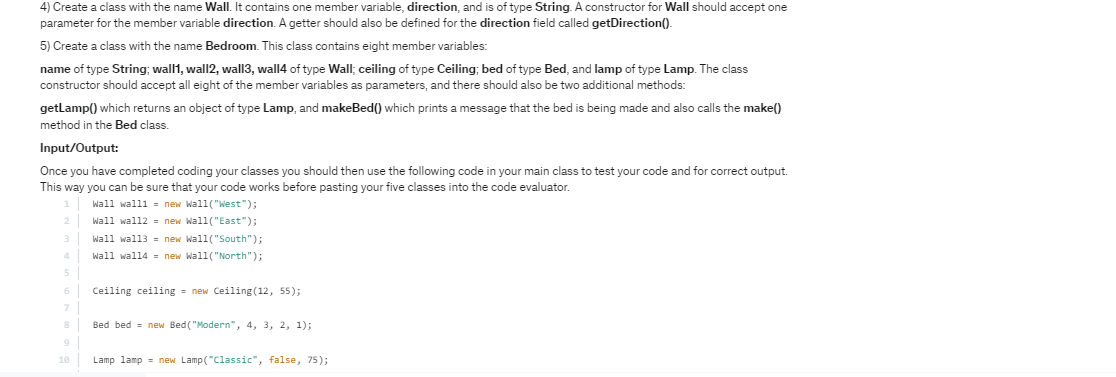 4) Create a class with the name Wall. It contains one member variable, direction, and is of type String. A constructor for Wall should accept one
parameter for the member variable direction. A getter should also be defined for the direction field called getDirection().
5) Create a class with the name Bedroom. This class contains eight member variables:
name of type String; wall1, wall2, wall3, wall4 of type Wall; ceiling of type Ceiling; bed of type Bed, and lamp of type Lamp. The class
constructor should accept all eight of the member variables as parameters, and there should also be two additional methods:
getLamp() which returns an object of type Lamp, and makeBed() which prints a message that the bed is being made and also calls the make()
method in the Bed class.
Input/Output:
Once you have completed coding your classes you should then use the following code in your main class to test your code and for correct output.
This way you can be sure that your code works before pasting your five classes into the code evaluator.
1 Wall wall1 = new Wall("West");
2 Wall wall2 = new Wall("East");
3 Wall wall3 = new Wall("South");
4 Wall wall4 = new Wall("North");
5
6 Ceiling ceiling = new Ceiling(12, 55);
7
8 Bed bed = new Bed("Modern", 4, 3, 2, 1);
9
10 Lamp lamp = new Lamp("Classic", false, 75);